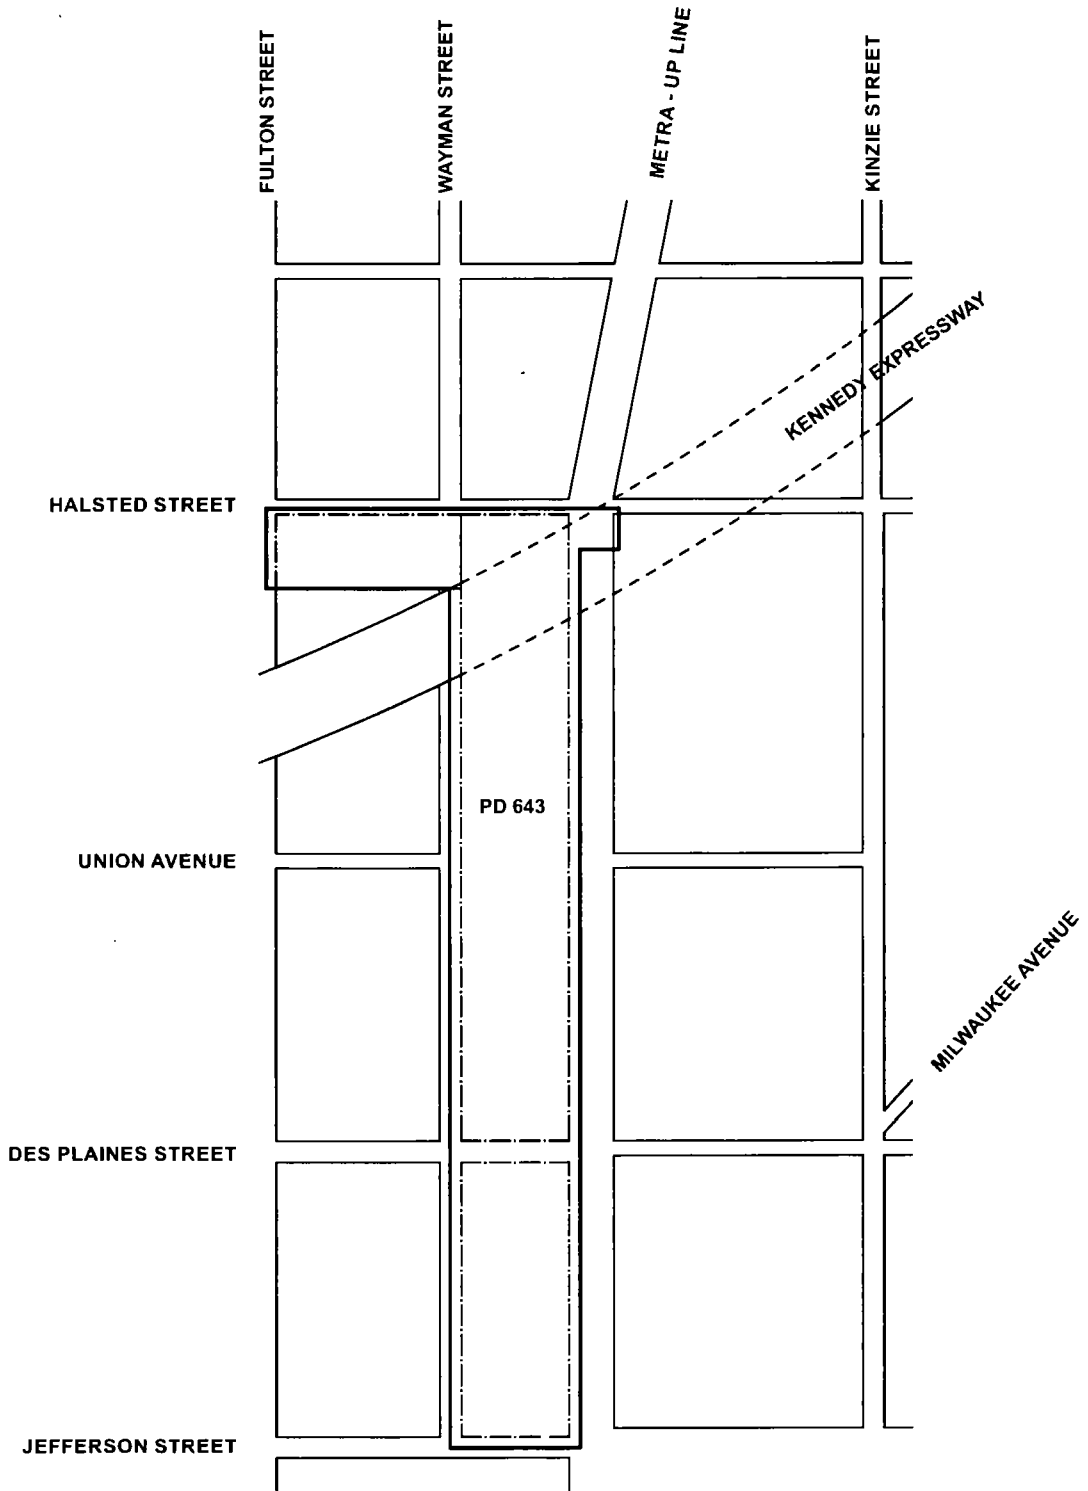 FULTON STREET
WAYMAN STREET
METRA - UP LINE
KINZIE STREET
KENNEDY EXPRESSWAY
HALSTED STREET
PD 643
UNION AVENUE
MILWAUKEE AVENUE
DES PLAINES STREET
JEFFERSON STREET